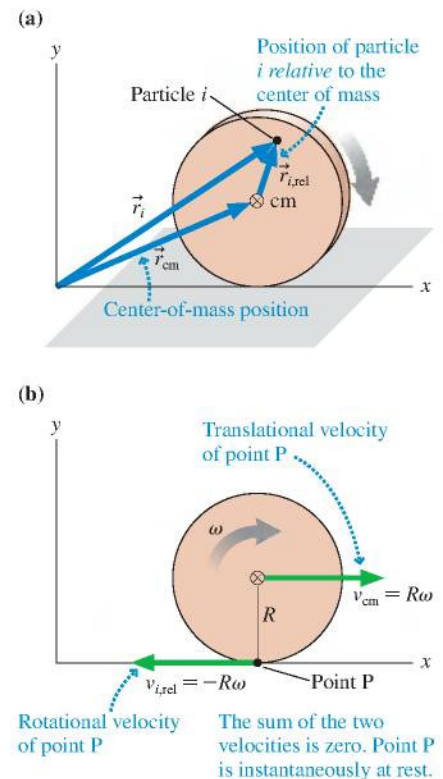 (a)
y
Position of particle
i relative to the
center of mass
Particle i
r⃗i,rel
cm
r⃗i
r⃗cm
x
Center-of-mass position
(b)
y
Translational velocity
of point P
ω
vcm = Rω
R
x
vi,rel = −Rω
Point P
Rotational velocity
of point P
The sum of the two
velocities is zero. Point P
is instantaneously at rest.